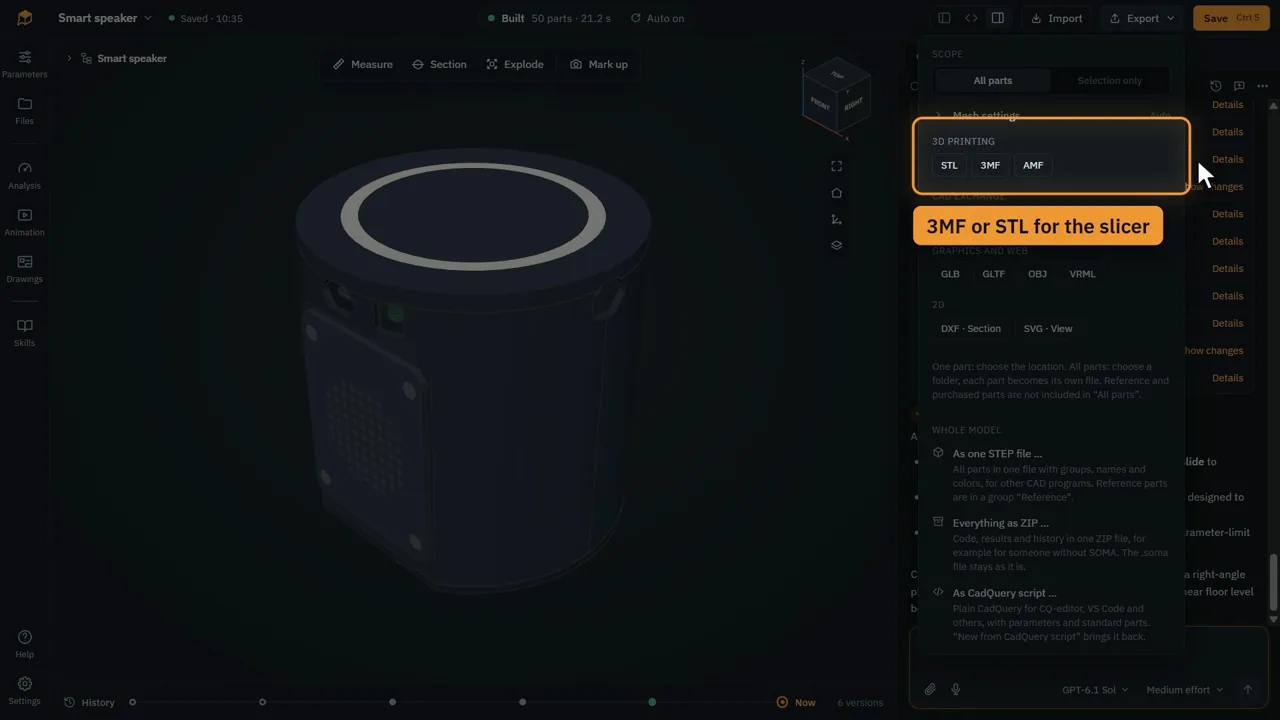 Smart speaker
Saved · 10:35
Built 50 parts · 21.2 s
Auto on
Import
Export
Save
Ctrl S
Parameters
Files
Analysis
Animation
Drawings
Skills
Help
Settings
Smart speaker
Measure
Section
Explode
Mark up
Z
TOP
Y
FRONT
RIGHT
X
SCOPE
All parts
Selection only
Mesh settings
Auto
3D PRINTING
STL
3MF
AMF
CAD EXCHANGE
3MF or STL for the slicer
GRAPHICS AND WEB
GLB
GLTF
OBJ
VRML
2D
DXF · Section
SVG · View
One part: choose the location. All parts: choose a
folder, each part becomes its own file. Reference and
purchased parts are not included in "All parts".
WHOLE MODEL
As one STEP file ...
All parts in one file with groups, names and
colors, for other CAD programs. Reference parts
are in a group "Reference".
Everything as ZIP ...
Code, results and history in one ZIP file, for
example for someone without SOMA. The .soma
file stays as it is.
As CadQuery script ...
Plain CadQuery for CQ-editor, VS Code and
others, with parameters and standard parts.
"New from CadQuery script" brings it back.
Details
Details
Details
how changes
Details
Details
Details
Details
Details
how changes
Details
A
lide to
designed to
arameter-limit
C
a right-angle
p
near floor level
b
GPT-6.1 Sol
Medium effort
History
Now
6 versions